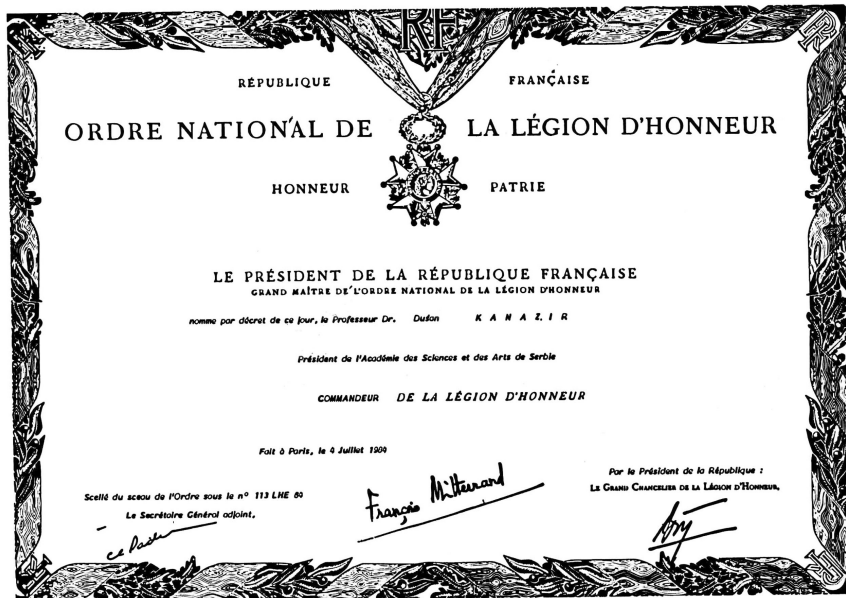 RF
RÉPUBLIQUE FRANÇAISE
ORDRE NATIONAL DE LA LÉGION D'HONNEUR
HONNEUR PATRIE
LE PRÉSIDENT DE LA RÉPUBLIQUE FRANÇAISE
GRAND MAÎTRE DE L'ORDRE NATIONAL DE LA LÉGION D'HONNEUR
nomme par décret de ce jour, le Professeur Dr. Dušan KANAZIR
Président de l'Académie des Sciences et des Arts de Serbie
COMMANDEUR DE LA LÉGION D'HONNEUR
Fait à Paris, le 4 Juillet 1984
Par le Président de la République :
LE GRAND CHANCELIER DE LA LÉGION D'HONNEUR,
Scellé du sceau de l'Ordre sous le nº 113 LHE 84
Le Secrétaire Général adjoint,
François Mitterrand